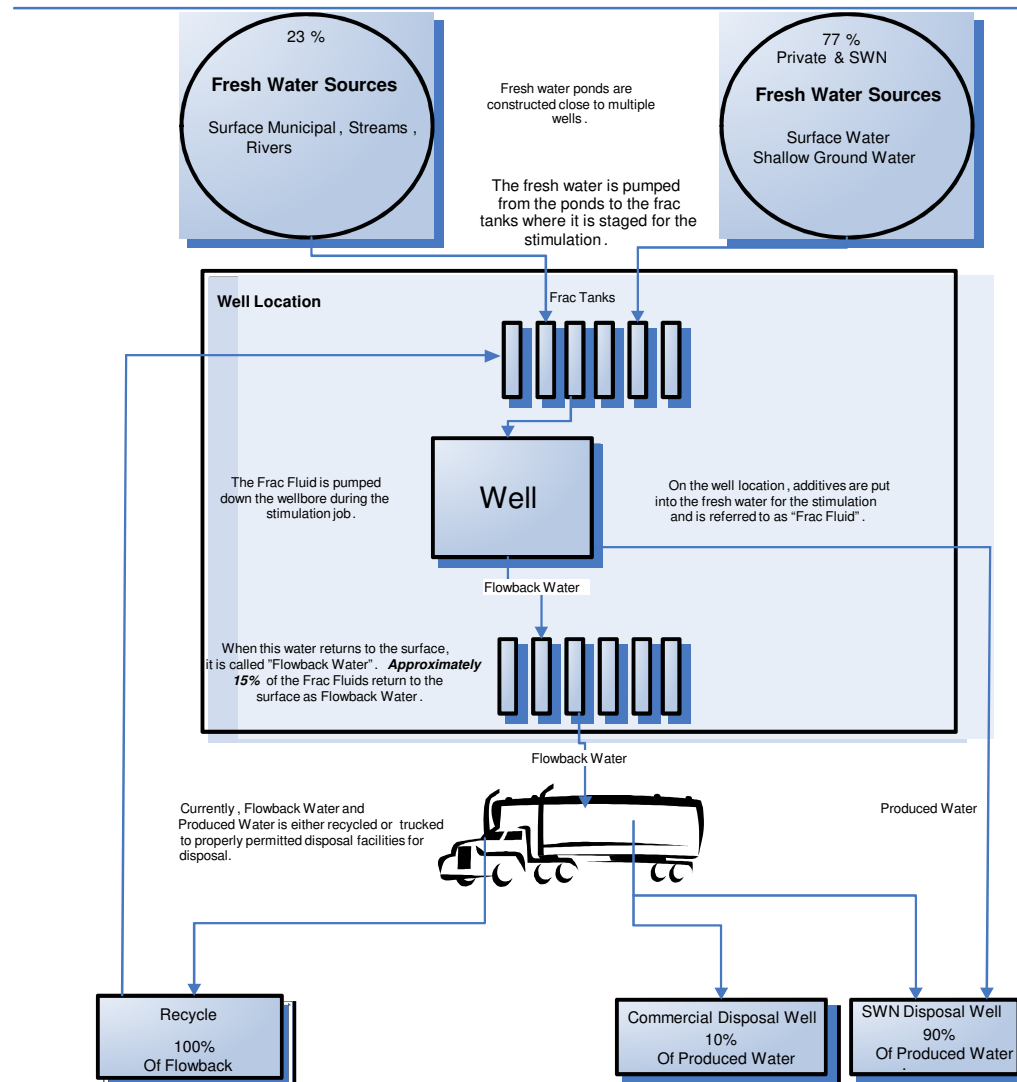 23 %
Fresh Water Sources
Surface Municipal , Streams ,
Rivers
Fresh water ponds are
constructed close to multiple
wells .
77 %
Private & SWN
Fresh Water Sources
Surface Water
Shallow Ground Water
The fresh water is pumped
from the ponds to the frac
tanks where it is staged for the
stimulation .
Well Location
Frac Tanks
The Frac Fluid is pumped
down the wellbore during the
stimulation job .
Well
On the well location , additives are put
into the fresh water for the stimulation
and is referred to as “Frac Fluid” .
Flowback Water
When this water returns to the surface,
it is called ”Flowback Water” . Approximately
15% of the Frac Fluids return to the
surface as Flowback Water .
Flowback Water
Currently , Flowback Water and
Produced Water is either recycled or trucked
to properly permitted disposal facilities for
disposal.
Produced Water
Recycle
100%
Of Flowback
Commercial Disposal Well
10%
Of Produced Water
SWN Disposal Well
90%
Of Produced Water